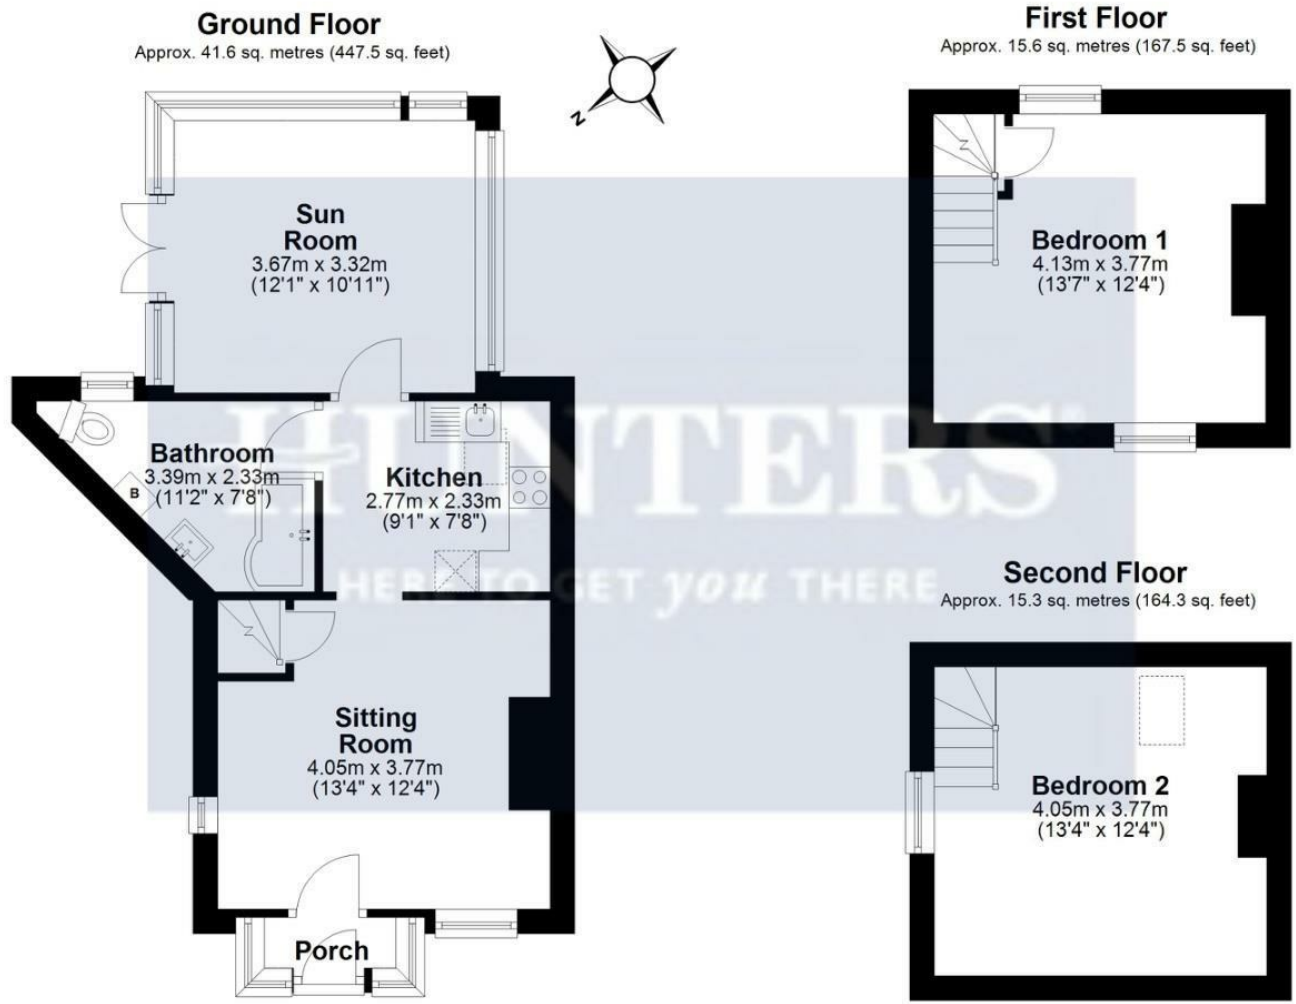 Ground Floor
Approx. 41.6 sq. metres (447.5 sq. feet)
First Floor
Approx. 15.6 sq. metres (167.5 sq. feet)
N
Sun
Room
3.67m x 3.32m
(12'1" x 10'11")
Bedroom 1
4.13m x 3.77m
(13'7" x 12'4")
HUNTERS
HERE TO GET you THERE
Bathroom
3.39m x 2.33m
(11'2" x 7'8")
B
Kitchen
2.77m x 2.33m
(9'1" x 7'8")
Second Floor
Approx. 15.3 sq. metres (164.3 sq. feet)
Sitting
Room
4.05m x 3.77m
(13'4" x 12'4")
Bedroom 2
4.05m x 3.77m
(13'4" x 12'4")
Porch